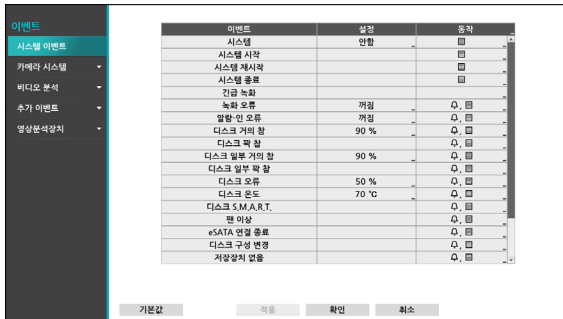 이벤트
시스템 이벤트
카메라 시스템
비디오 분석
추가 이벤트
영상분석장치
이벤트 설정 동작
시스템 안함
시스템 시작
시스템 재시작
시스템 종료
긴급 녹화
녹화 오류 꺼짐
알람-인 오류 꺼짐
디스크 거의 참 90 %
디스크 꽉 참
디스크 일부 거의 참 90 %
디스크 일부 꽉 참
디스크 오류 50 %
디스크 온도 70 °C
디스크 S.M.A.R.T.
팬 이상
eSATA 연결 종료
디스크 구성 변경
저장장치 없음
기본값 적용 확인 취소